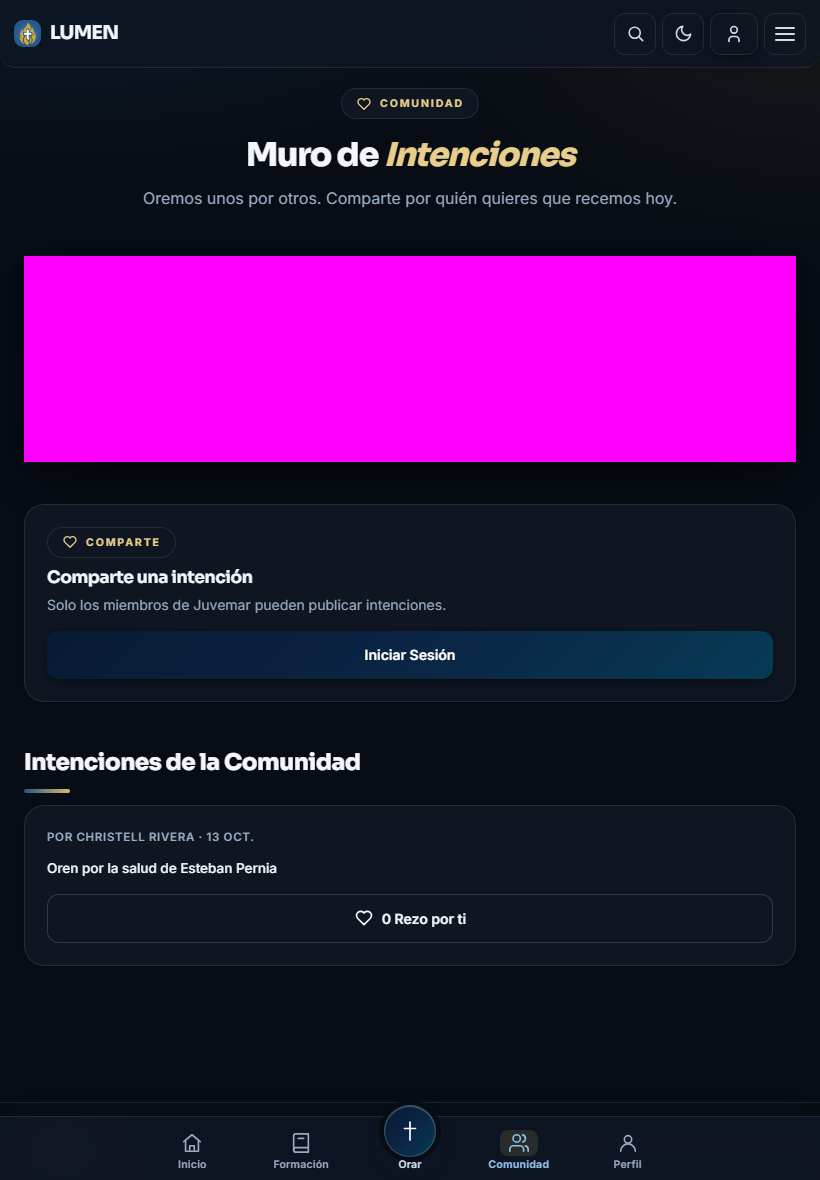 LUMEN
COMUNIDAD
Muro de Intenciones
Oremos unos por otros. Comparte por quién quieres que recemos hoy.
COMPARTE
Comparte una intención
Solo los miembros de Juvemar pueden publicar intenciones.
Iniciar Sesión
Intenciones de la Comunidad
POR CHRISTELL RIVERA · 13 OCT.
Oren por la salud de Esteban Pernia
0 Rezo por ti
Inicio
Formación
Orar
Comunidad
Perfil